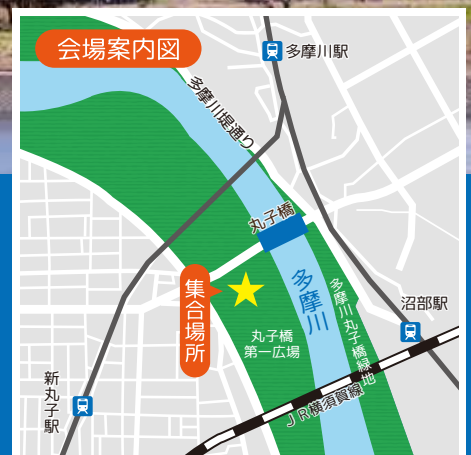 会場案内図
多摩川駅
多摩川堤通り
丸子橋
集合場所
多摩川
多摩川丸子橋緑地
沼部駅
丸子橋
第一広場
新丸子駅
JR横須賀線